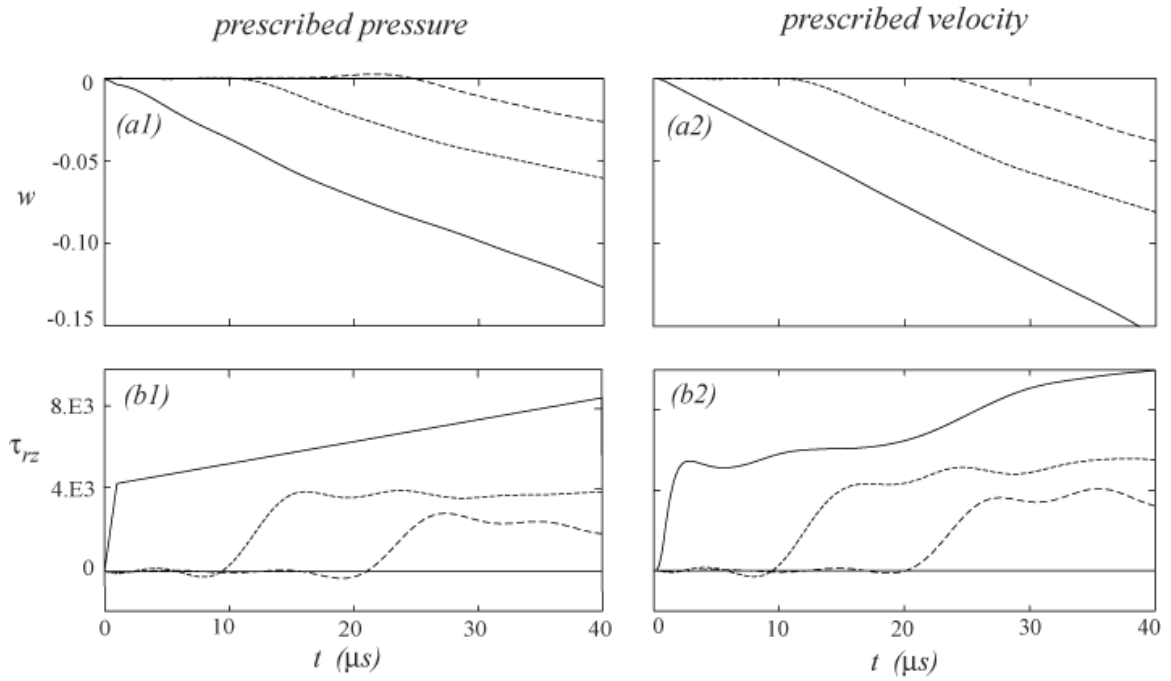 prescribed pressure
prescribed velocity
0
-0.05
-0.10
-0.15
w
(a1)
(a2)
8.E3
4.E3
0
τrz
(b1)
(b2)
0 10 20 30 40
0 10 20 30 40
t (μs)
t (μs)